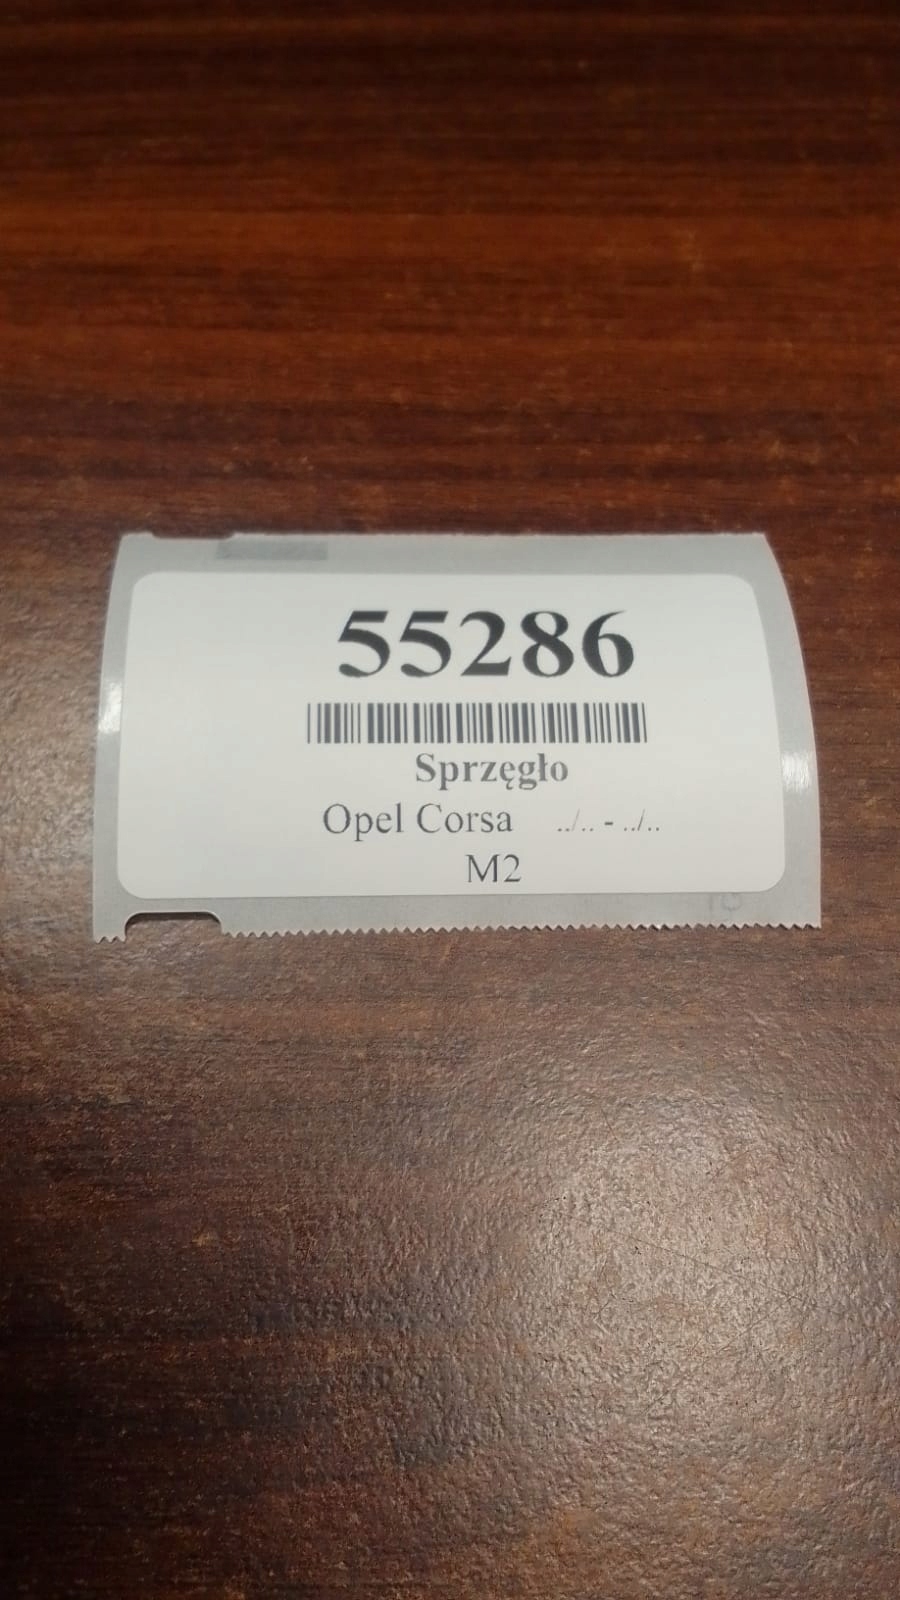 55286
Sprzęgło
Opel Corsa ../.. - ../..
M2